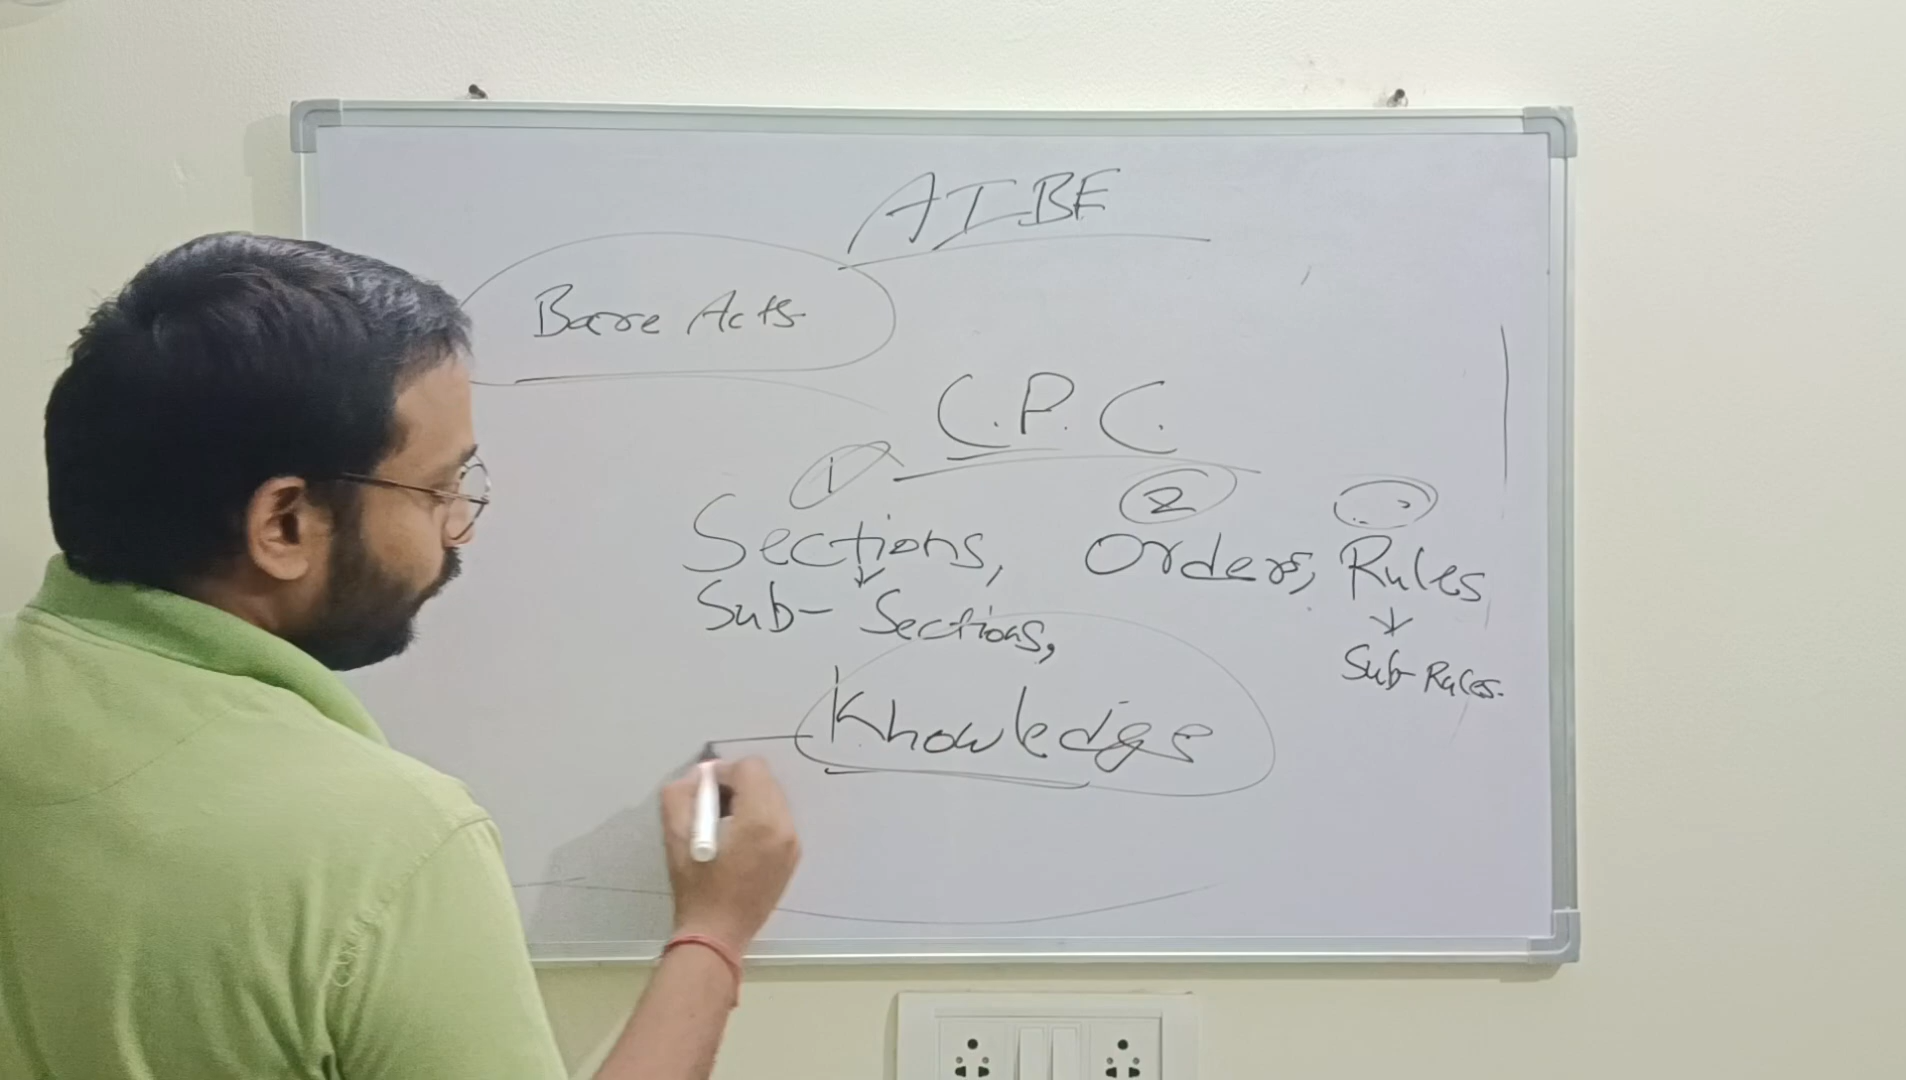 AIBE
Bare Acts
C.P.C.
1 2
Sections, Orders, Rules
Sub-Sections, Sub-Rules.
Knowledge